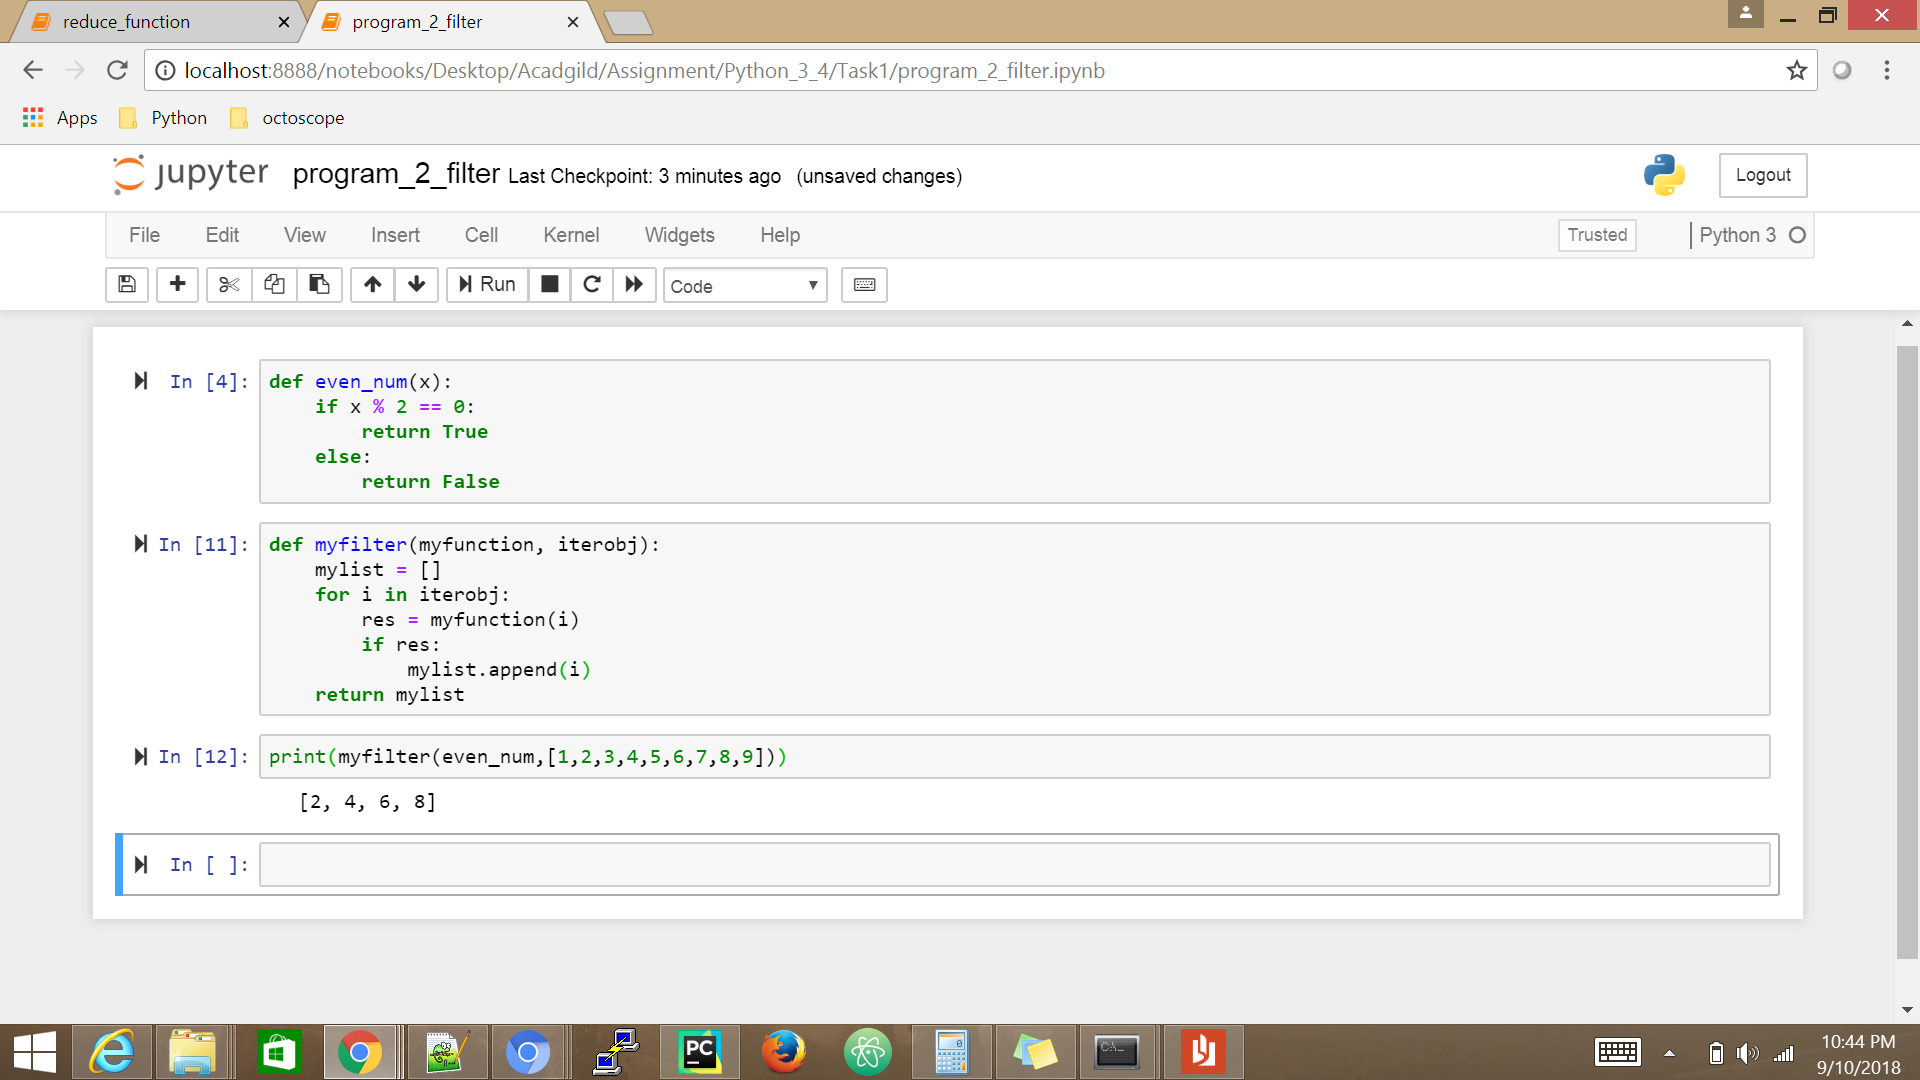 reduce_function
program_2_filter
localhost:8888/notebooks/Desktop/Acadgild/Assignment/Python_3_4/Task1/program_2_filter.ipynb
Apps Python octoscope
jupyter program_2_filter Last Checkpoint: 3 minutes ago (unsaved changes)
Logout
File Edit View Insert Cell Kernel Widgets Help
Trusted
Python 3
Run
Code
In [4]: def even_num(x):
    if x % 2 == 0:
        return True
    else:
        return False
In [11]: def myfilter(myfunction, iterobj):
    mylist = []
    for i in iterobj:
        res = myfunction(i)
        if res:
            mylist.append(i)
    return mylist
In [12]: print(myfilter(even_num,[1,2,3,4,5,6,7,8,9]))
[2, 4, 6, 8]
In [ ]:
PC
10:44 PM
9/10/2018